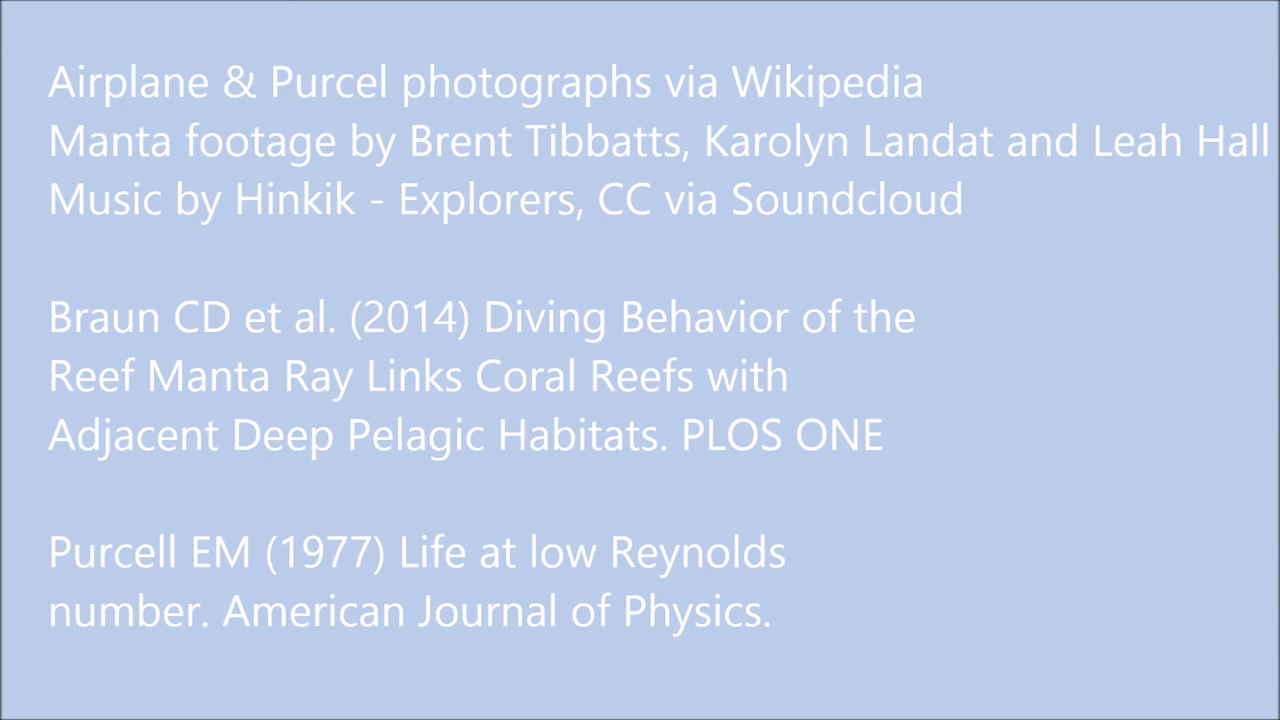 Airplane & Purcel photographs via Wikipedia
Manta footage by Brent Tibbatts, Karolyn Landat and Leah Hall
Music by Hinkik - Explorers, CC via Soundcloud
Braun CD et al. (2014) Diving Behavior of the
Reef Manta Ray Links Coral Reefs with
Adjacent Deep Pelagic Habitats. PLOS ONE
Purcell EM (1977) Life at low Reynolds
number. American Journal of Physics.